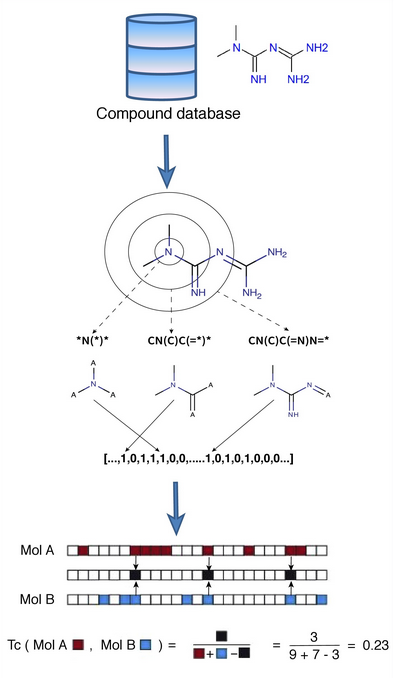 N
N
NH2
NH
NH2
Compound database
N
N
NH2
NH
NH2
*N(*)*
CN(C)C(=*)*
CN(C)C(=N)N=*
A
N
A
A
N
A
A
N
N
A
NH
[...,1,0,1,1,1,0,0,.....1,0,1,0,1,0,0,0...]
Mol A
Mol B
Tc ( Mol A , Mol B ) = + − = 3 / 9 + 7 - 3 = 0.23